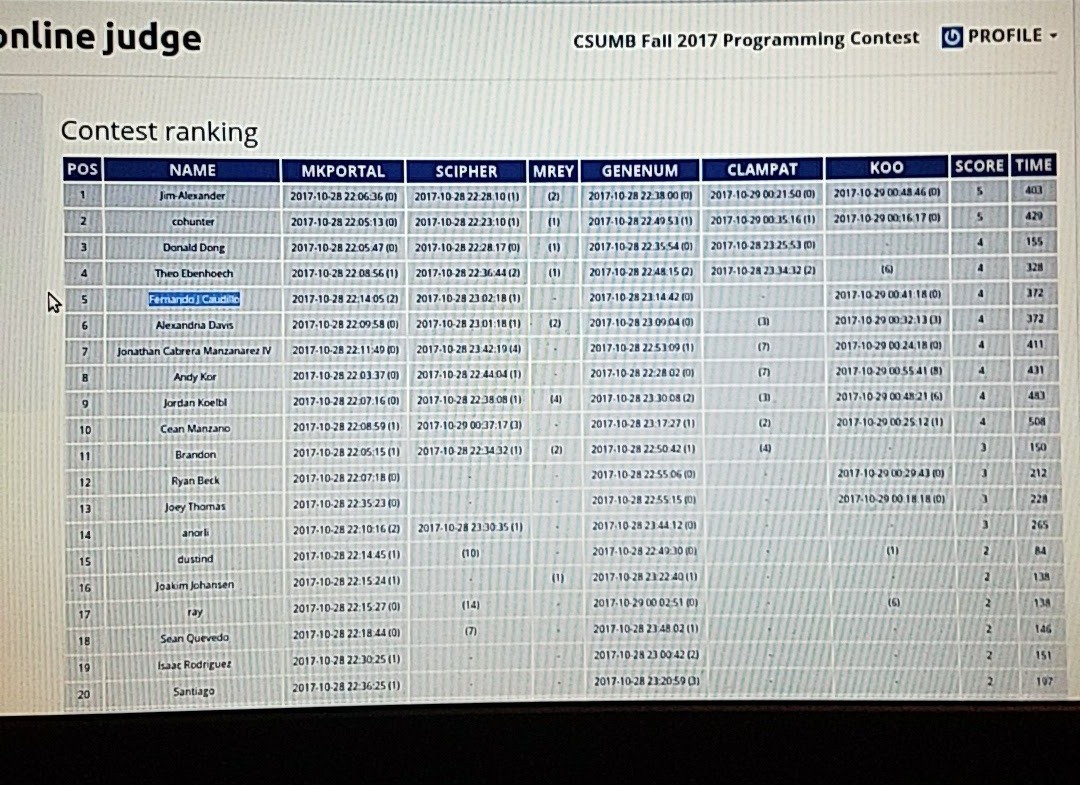 online judge
CSUMB Fall 2017 Programming Contest PROFILE
Contest ranking
POS NAME MKPORTAL SCIPHER MREY GENENUM CLAMPAT KOO SCORE TIME
1 Jim-Alexander 2017-10-28 22:06:36 (0) 2017-10-28 22:28:10 (1) (2) 2017-10-28 22:38:00 (0) 2017-10-29 00:21:50 (0) 2017-10-29 00:48:46 (0) 5 403
2 cohunter 2017-10-28 22:05:13 (0) 2017-10-28 22:23:10 (1) (1) 2017-10-28 22:49:53 (1) 2017-10-29 00:35:16 (1) 2017-10-29 00:16:17 (0) 5 429
3 Donald Dong 2017-10-28 22:05:47 (0) 2017-10-28 22:28:17 (0) (1) 2017-10-28 22:35:54 (0) 2017-10-28 23:25:53 (0) - 4 155
4 Theo Ebenhoech 2017-10-28 22:08:56 (1) 2017-10-28 22:36:44 (2) (1) 2017-10-28 22:48:15 (2) 2017-10-28 23:34:32 (2) (6) 4 328
5 Fernando J Caudillo 2017-10-28 22:14:05 (2) 2017-10-28 23:02:18 (1) - 2017-10-28 23:14:42 (0) - 2017-10-29 00:41:18 (0) 4 372
6 Alexandna Davis 2017-10-28 22:09:58 (0) 2017-10-28 23:01:18 (1) (2) 2017-10-28 23:09:04 (0) (3) 2017-10-29 00:32:13 (3) 4 372
7 Jonathan Cabrera Manzanarez IV 2017-10-28 22:11:49 (0) 2017-10-28 23:42:19 (4) - 2017-10-28 22:53:09 (1) (7) 2017-10-29 00:24:18 (0) 4 411
8 Andy Kor 2017-10-28 22:03:37 (0) 2017-10-28 22:44:04 (1) - 2017-10-28 22:28:02 (0) (7) 2017-10-29 00:55:41 (8) 4 431
9 Jordan Koelbl 2017-10-28 22:07:16 (0) 2017-10-28 22:38:08 (1) (4) 2017-10-28 23:30:08 (2) (3) 2017-10-29 00:48:21 (6) 4 483
10 Cean Manzano 2017-10-28 22:08:59 (1) 2017-10-29 00:37:17 (3) - 2017-10-28 23:17:27 (1) (2) 2017-10-29 00:25:12 (1) 4 508
11 Brandon 2017-10-28 22:05:15 (1) 2017-10-28 22:34:32 (1) (2) 2017-10-28 22:50:42 (1) (4) - 3 150
12 Ryan Beck 2017-10-28 22:07:18 (0) - - 2017-10-28 22:55:06 (0) - 2017-10-29 00:29:43 (0) 3 212
13 Joey Thomas 2017-10-28 22:35:23 (0) - - 2017-10-28 22:55:15 (0) - 2017-10-29 00:18:18 (0) 3 228
14 anorli 2017-10-28 22:10:16 (2) 2017-10-28 23:30:35 (1) - 2017-10-28 23:44:12 (0) - - 3 265
15 dustind 2017-10-28 22:14:45 (1) (10) - 2017-10-28 22:49:30 (0) - (1) 2 84
16 Joakim Johansen 2017-10-28 22:15:24 (1) - (1) 2017-10-28 23:22:40 (1) - - 2 138
17 ray 2017-10-28 22:15:27 (0) (14) - 2017-10-29 00:02:51 (0) - (6) 2 138
18 Sean Quevedo 2017-10-28 22:18:44 (0) (7) - 2017-10-28 23:48:02 (1) - - 2 146
19 Isaac Rodriguez 2017-10-28 22:30:25 (1) - - 2017-10-28 23:00:42 (2) - - 2 151
20 Santiago 2017-10-28 22:36:25 (1) - - 2017-10-28 23:20:59 (3) - - 2 197